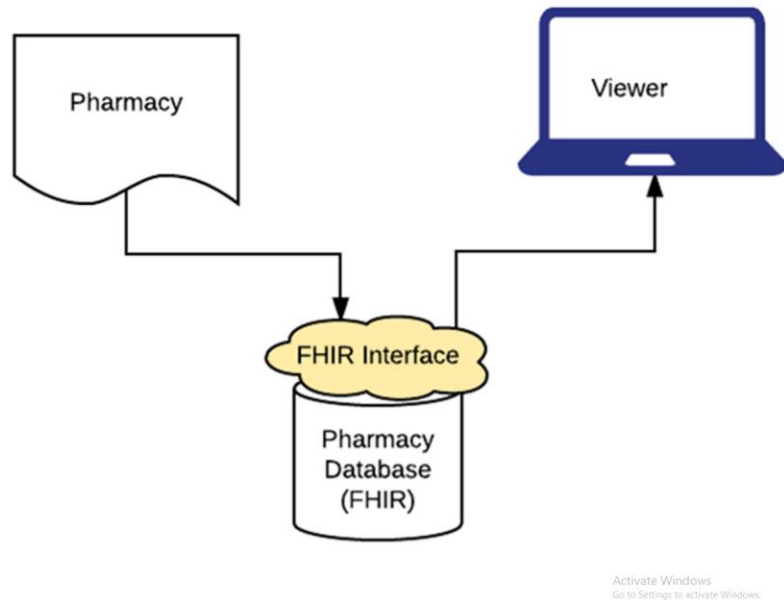 Pharmacy
Viewer
FHIR Interface
Pharmacy
Database
(FHIR)
Activate Windows
Go to Settings to activate Windows.